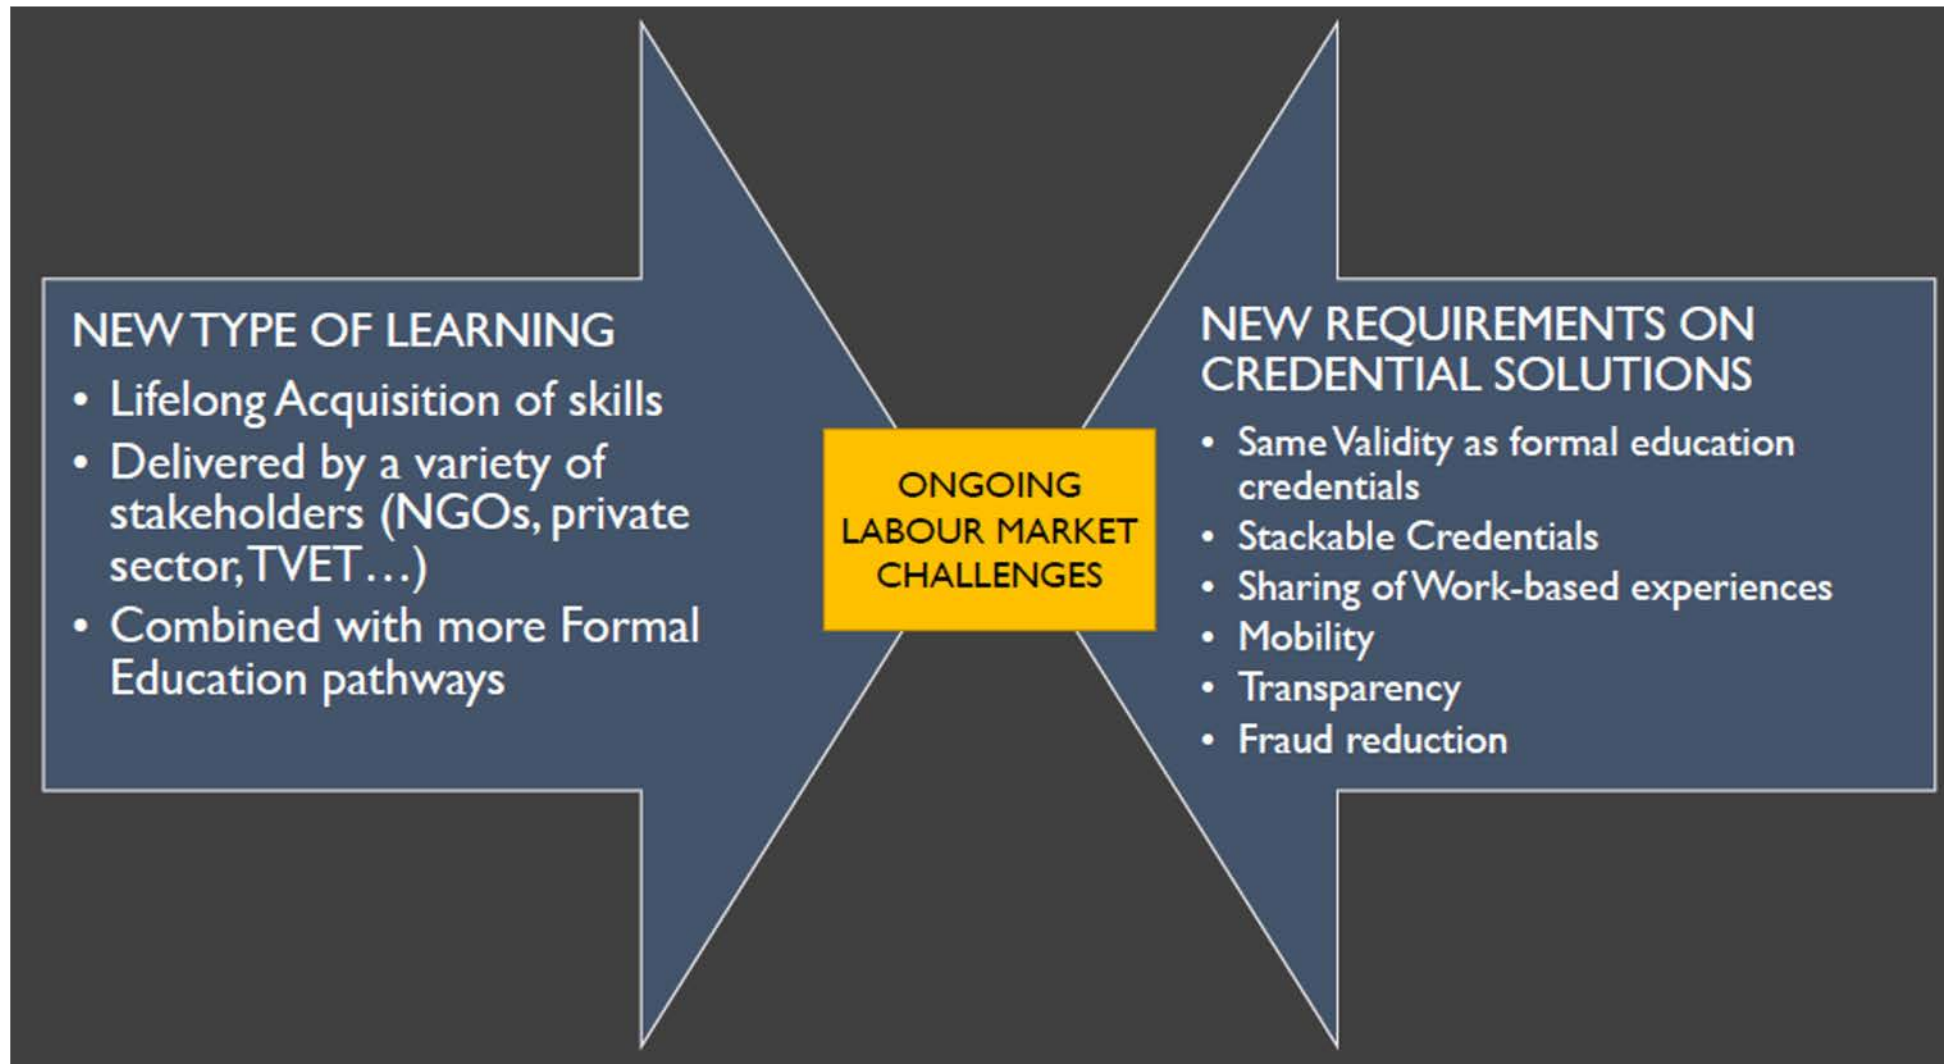 NEW TYPE OF LEARNING
• Lifelong Acquisition of skills
• Delivered by a variety of
stakeholders (NGOs, private
sector, TVET…)
• Combined with more Formal
Education pathways
ONGOING
LABOUR MARKET
CHALLENGES
NEW REQUIREMENTS ON
CREDENTIAL SOLUTIONS
• Same Validity as formal education
credentials
• Stackable Credentials
• Sharing of Work-based experiences
• Mobility
• Transparency
• Fraud reduction